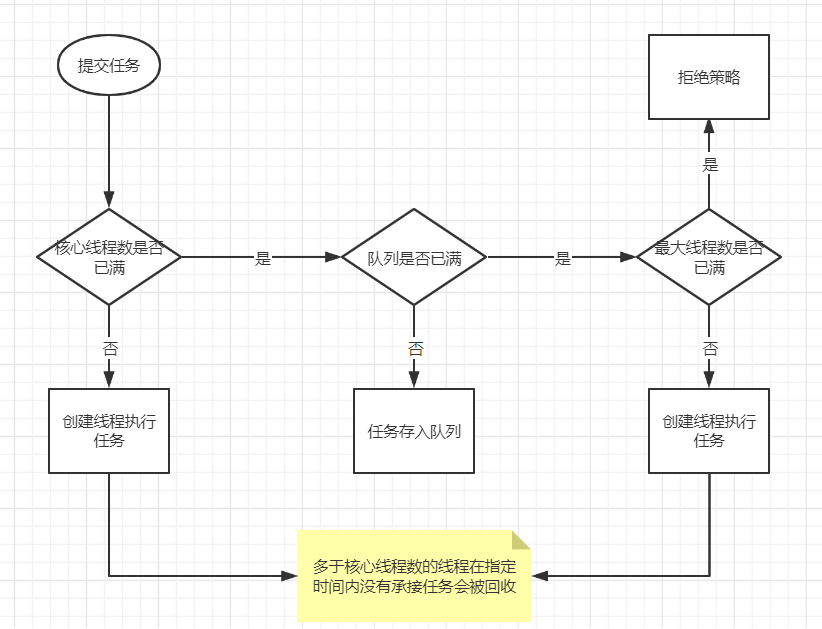 提交任务
拒绝策略
是
核心线程数是否
已满
是
队列是否已满
是
最大线程数是否
已满
否
否
否
创建线程执行
任务
任务存入队列
创建线程执行
任务
多于核心线程数的线程在指定
时间内没有承接任务会被回收